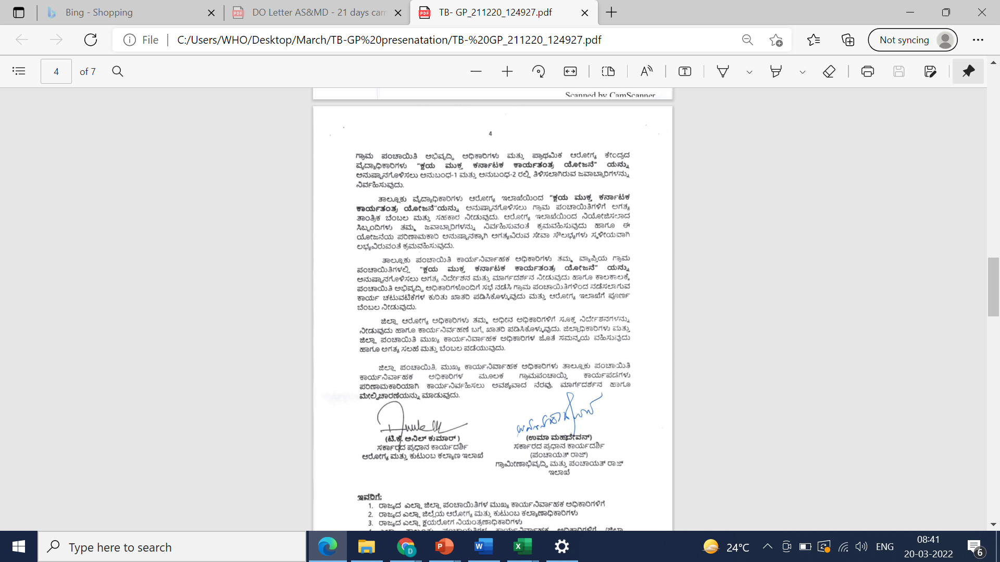 Bing - Shopping
DO Letter AS&MD - 21 days cam
TB- GP_211220_124927.pdf
File
C:/Users/WHO/Desktop/March/TB-GP%20presenatation/TB-%20GP_211220_124927.pdf
Not syncing
4 of 7
Scanned by CamScanner
4
ಗ್ರಾಮ ಪಂಚಾಯಿತಿ ಅಭಿವೃದ್ಧಿ ಅಧಿಕಾರಿಗಳು ಮತ್ತು ಪ್ರಾಥಮಿಕ ಆರೋಗ್ಯ ಕೇಂದ್ರದ
ವೈದ್ಯಾಧಿಕಾರಿಗಳು "ಕ್ಷಯ ಮುಕ್ತ ಕರ್ನಾಟಕ ಕಾರ್ಯತಂತ್ರ ಯೋಜನೆ" ಯನ್ನು
ಅನುಷ್ಠಾನಗೊಳಿಸಲು ಅನುಬಂಧ-1 ಮತ್ತು ಅನುಬಂಧ-2 ರಲ್ಲಿ ತಿಳಿಸಲಾಗಿರುವ ಜವಾಬ್ದಾರಿಗಳನ್ನು
ನಿರ್ವಹಿಸುವುದು.
ತಾಲ್ಲೂಕು ವೈದ್ಯಾಧಿಕಾರಿಗಳು ಆರೋಗ್ಯ ಇಲಾಖೆಯಿಂದ "ಕ್ಷಯ ಮುಕ್ತ ಕರ್ನಾಟಕ
ಕಾರ್ಯತಂತ್ರ ಯೋಜನೆ"ಯನ್ನು ಅನುಷ್ಠಾನಗೊಳಿಸಲು ಗ್ರಾಮ ಪಂಚಾಯಿತಿಗಳಿಗೆ ಅಗತ್ಯ
ತಾಂತ್ರಿಕ ಬೆಂಬಲ ಮತ್ತು ಸಹಕಾರ ನೀಡುವುದು. ಆರೋಗ್ಯ ಇಲಾಖೆಯಿಂದ ನಿಯೋಜಿಸಲಾದ
ಸಿಬ್ಬಂದಿಗಳು ತಮ್ಮ ಜವಾಬ್ದಾರಿಗಳನ್ನು ನಿರ್ವಹಿಸುವಂತೆ ಕ್ರಮವಹಿಸುವುದು ಹಾಗೂ ಈ
ಯೋಜನೆಯ ಪರಿಣಾಮಕಾರಿ ಅನುಷ್ಠಾನಕ್ಕಾಗಿ ಅಗತ್ಯವಿರುವ ಸೇವಾ ಸೌಲಭ್ಯಗಳು ಸ್ಥಳೀಯವಾಗಿ
ಲಭ್ಯವಿರುವಂತೆ ಕ್ರಮವಹಿಸುವುದು.
ತಾಲ್ಲೂಕು ಪಂಚಾಯಿತಿ ಕಾರ್ಯನಿರ್ವಾಹಕ ಅಧಿಕಾರಿಗಳು ತಮ್ಮ ವ್ಯಾಪ್ತಿಯ ಗ್ರಾಮ
ಪಂಚಾಯಿತಿಗಳಲ್ಲಿ "ಕ್ಷಯ ಮುಕ್ತ ಕರ್ನಾಟಕ ಕಾರ್ಯತಂತ್ರ ಯೋಜನೆ" ಯನ್ನು
ಅನುಷ್ಠಾನಗೊಳಿಸಲು ಅಗತ್ಯ ನಿರ್ದೇಶನ ಮತ್ತು ಮಾರ್ಗದರ್ಶನ ನೀಡುವುದು ಹಾಗೂ ಕಾಲಕಾಲಕ್ಕೆ
ಪಂಚಾಯಿತಿ ಅಭಿವೃದ್ಧಿ ಅಧಿಕಾರಿಗಳೊಂದಿಗೆ ಸಭೆ ನಡೆಸಿ ಗ್ರಾಮ ಪಂಚಾಯಿತಿಗಳಿಂದ ನಡೆಸಲಾಗುವ
ಕಾರ್ಯ ಚಟುವಟಿಕೆಗಳ ಕುರಿತು ಖಾತರಿ ಪಡಿಸಿಕೊಳ್ಳುವುದು ಮತ್ತು ಆರೋಗ್ಯ ಇಲಾಖೆಗೆ ಪೂರ್ಣ
ಬೆಂಬಲ ನೀಡುವುದು.
ಜಿಲ್ಲಾ ಆರೋಗ್ಯ ಅಧಿಕಾರಿಗಳು ತಮ್ಮ ಅಧೀನ ಅಧಿಕಾರಿಗಳಿಗೆ ಸೂಕ್ತ ನಿರ್ದೇಶನಗಳನ್ನು
ನೀಡುವುದು ಹಾಗೂ ಕಾರ್ಯನಿರ್ವಹಣೆ ಬಗ್ಗೆ ಖಾತರಿ ಪಡಿಸಿಕೊಳ್ಳುವುದು. ಜಿಲ್ಲಾಧಿಕಾರಿಗಳು ಮತ್ತು
ಜಿಲ್ಲಾ ಪಂಚಾಯಿತಿ ಮುಖ್ಯ ಕಾರ್ಯನಿರ್ವಾಹಕ ಅಧಿಕಾರಿಗಳ ಜೊತೆ ಸಮನ್ವಯ ವಹಿಸುವುದು
ಹಾಗೂ ಅಗತ್ಯ ಸಲಹೆ ಮತ್ತು ಬೆಂಬಲ ಪಡೆಯುವುದು.
ಜಿಲ್ಲಾ ಪಂಚಾಯಿತಿ, ಮುಖ್ಯ ಕಾರ್ಯನಿರ್ವಾಹಕ ಅಧಿಕಾರಿಗಳು ತಾಲ್ಲೂಕು ಪಂಚಾಯಿತಿ
ಕಾರ್ಯನಿರ್ವಾಹಕ ಅಧಿಕಾರಿಗಳ ಮೂಲಕ ಗ್ರಾಮಪಂಚಾಯ್ತಿ ಕಾರ್ಯಪಡೆಗಳು
ಪರಿಣಾಮಕಾರಿಯಾಗಿ ಕಾರ್ಯನಿರ್ವಹಿಸಲು ಅವಶ್ಯವಾದ ನೆರವು, ಮಾರ್ಗದರ್ಶನ ಹಾಗೂ
ಮೇಲ್ವಿಚಾರಣೆಯನ್ನು ಮಾಡುವುದು.
(ಟಿ.ಕೆ. ಅನಿಲ್ ಕುಮಾರ್ )
ಸರ್ಕಾರದ ಪ್ರಧಾನ ಕಾರ್ಯದರ್ಶಿ
ಆರೋಗ್ಯ ಮತ್ತು ಕುಟುಂಬ ಕಲ್ಯಾಣ ಇಲಾಖೆ
(ಉಮಾ ಮಹದೇವನ್)
ಸರ್ಕಾರದ ಪ್ರಧಾನ ಕಾರ್ಯದರ್ಶಿ
(ಪಂಚಾಯತ್ ರಾಜ್)
ಗ್ರಾಮೀಣಾಭಿವೃದ್ಧಿ ಮತ್ತು ಪಂಚಾಯತ್ ರಾಜ್
ಇಲಾಖೆ
ಇವರಿಗೆ:
1. ರಾಜ್ಯದ ಎಲ್ಲಾ ಜಿಲ್ಲಾ ಪಂಚಾಯಿತಿಗಳ ಮುಖ್ಯ ಕಾರ್ಯನಿರ್ವಾಹಕ ಅಧಿಕಾರಿಗಳಿಗೆ
2. ರಾಜ್ಯದ ಎಲ್ಲಾ ಜಿಲ್ಲೆಯ ಆರೋಗ್ಯ ಮತ್ತು ಕುಟುಂಬ ಕಲ್ಯಾಣಾಧಿಕಾರಿಗಳು
3. ರಾಜ್ಯದ ಎಲ್ಲಾ ಕ್ಷಯರೋಗ ನಿಯಂತ್ರಣಾಧಿಕಾರಿಗಳು
Type here to search
24°C
ENG
08:41
20-03-2022
6